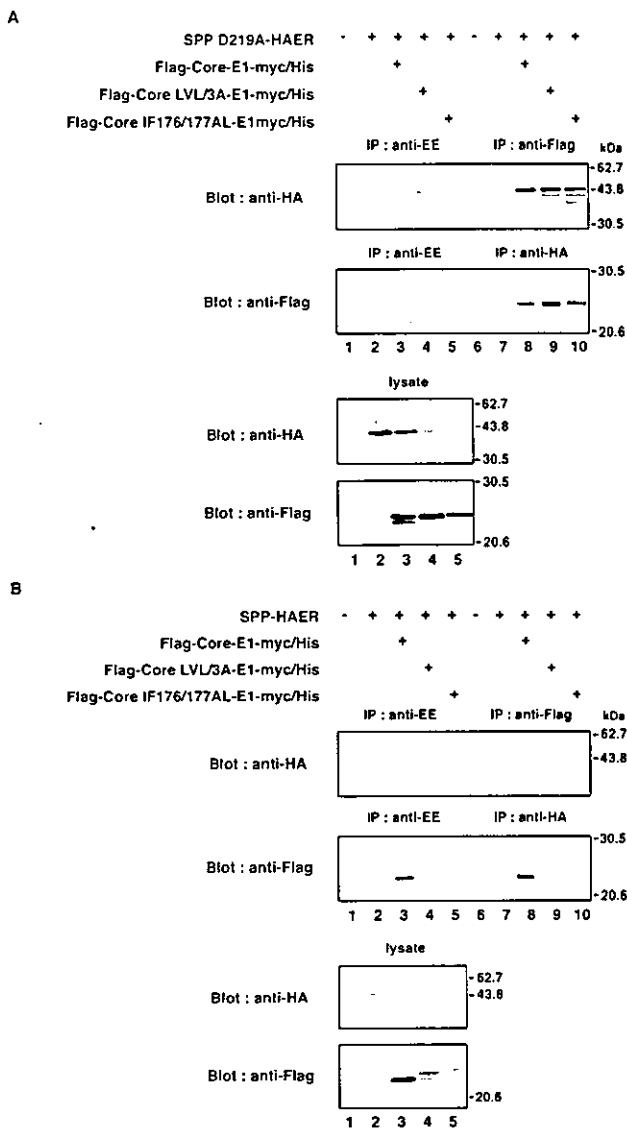 A
SPP D219A-HAER - + + + + - + + + +
Flag-Core-E1-myc/His + +
Flag-Core LVL/3A-E1-myc/His + +
Flag-Core IF176/177AL-E1myc/His + +
IP : anti-EE IP : anti-Flag kDa
Blot : anti-HA
-62.7
-43.8
-30.5
IP : anti-EE IP : anti-HA
Blot : anti-Flag
-30.5
-20.6
1 2 3 4 5 6 7 8 9 10
lysate
Blot : anti-HA
-62.7
-43.8
-30.5
Blot : anti-Flag
-30.5
-20.6
1 2 3 4 5
B
SPP-HAER - + + + + - + + + +
Flag-Core-E1-myc/His + +
Flag-Core LVL/3A-E1-myc/His + +
Flag-Core IF176/177AL-E1-myc/His + +
IP : anti-EE IP : anti-Flag kDa
Blot : anti-HA
-62.7
-43.8
IP : anti-EE IP : anti-HA
Blot : anti-Flag
-30.5
-20.6
1 2 3 4 5 6 7 8 9 10
lysate
Blot : anti-HA
-62.7
-43.8
Blot : anti-Flag
-20.6
1 2 3 4 5